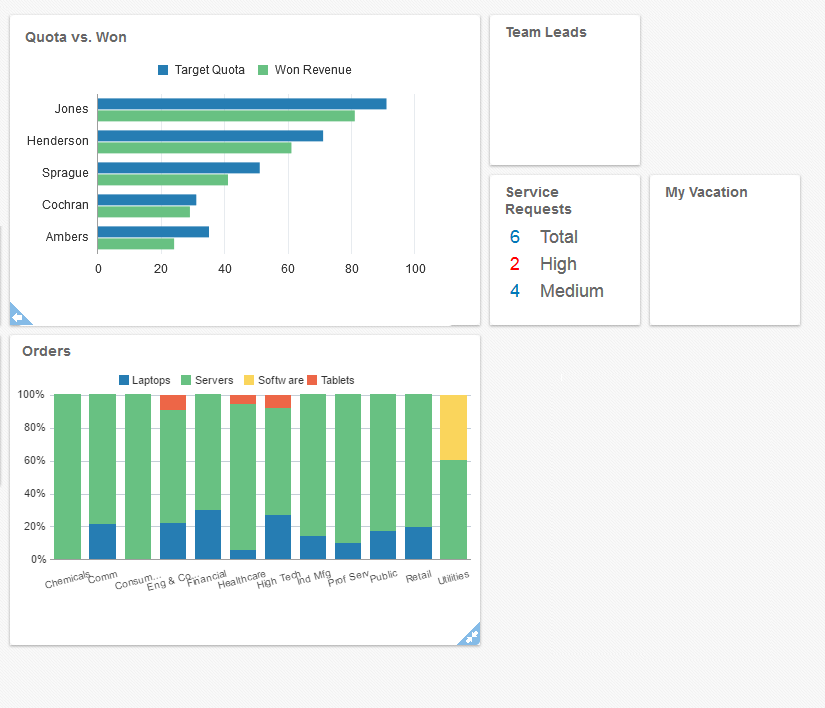 Quota vs. Won
Target Quota Won Revenue
Jones
Henderson
Sprague
Cochran
Ambers
0 20 40 60 80 100
Team Leads
Service
Requests
6 Total
2 High
4 Medium
My Vacation
Orders
Laptops Servers Softw are Tablets
100%
80%
60%
40%
20%
0%
Chemicals Comm Consum... Eng & Co... Financial Healthcare High Tech Ind Mfg Prof Serv Public Retail Utilities